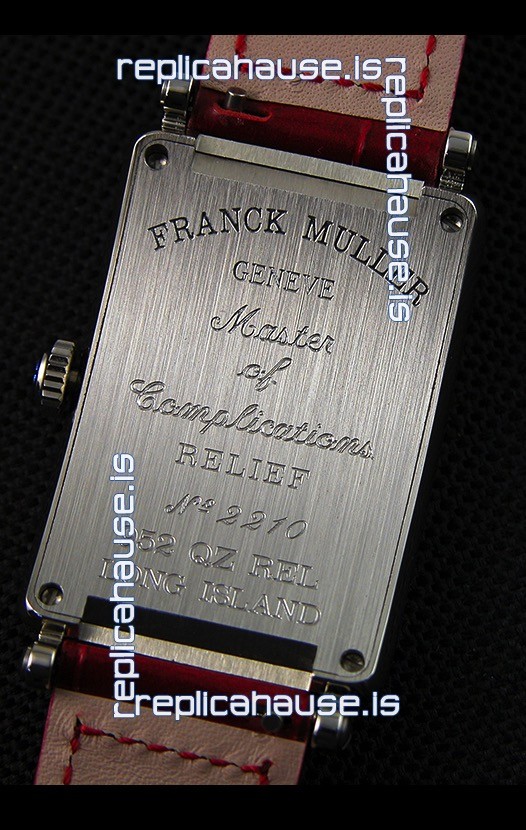 replicahause.is
replicahause.is
FRANCK MULLER
GENEVE
Master
of
Complications
RELIEF
Nº 2210
952 QZ REL
LONG ISLAND
replicahause.is
replicahause.is